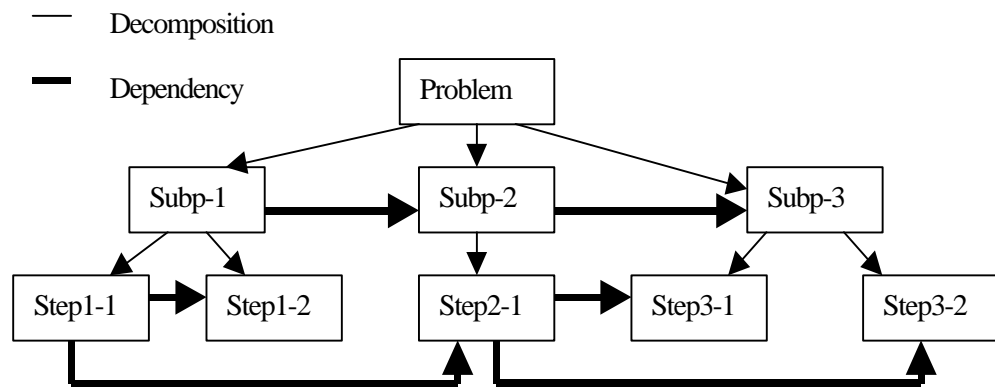 Decomposition
Dependency
Problem
Subp-1
Subp-2
Subp-3
Step1-1
Step1-2
Step2-1
Step3-1
Step3-2